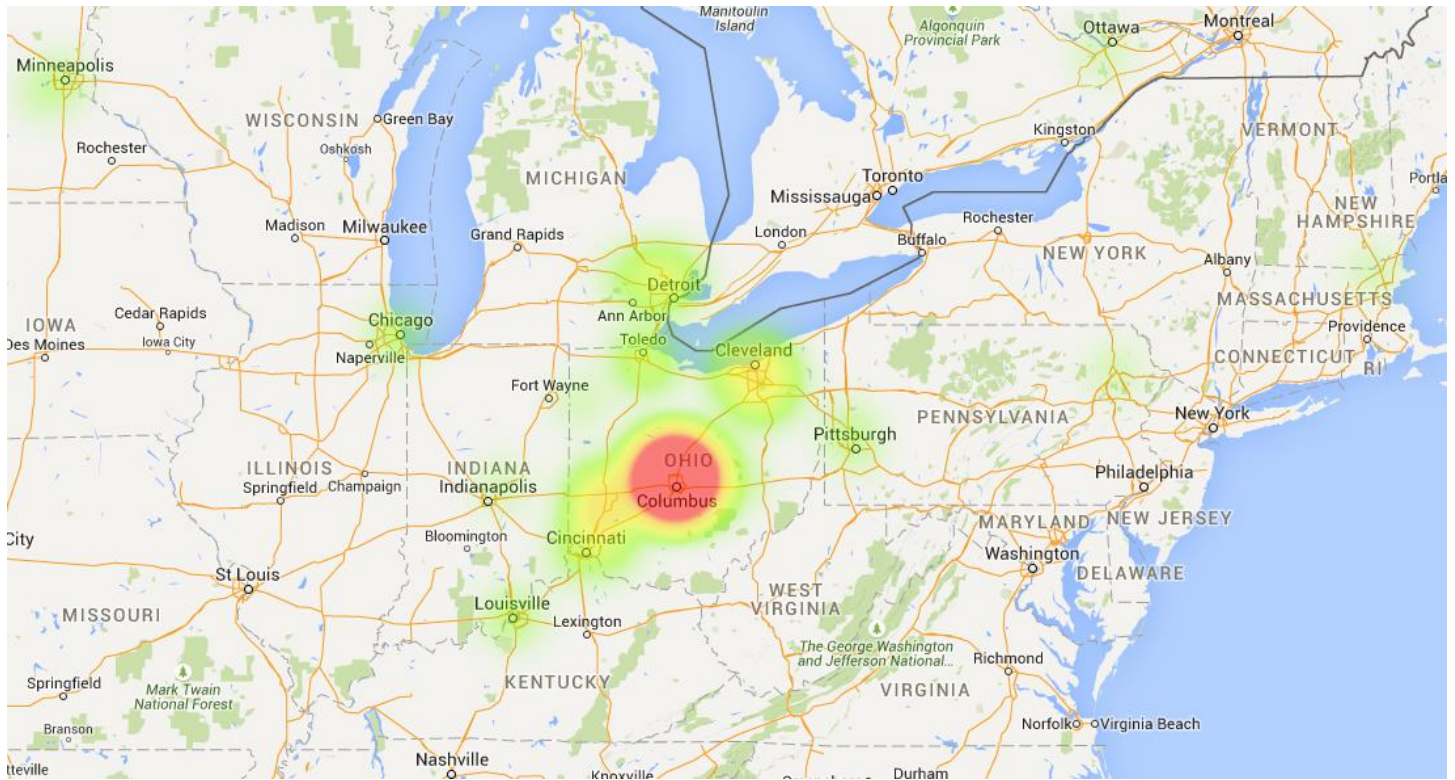 Manitoulin
Island
Algonquin
Provincial Park
Ottawa
Montreal
Minneapolis
WISCONSIN
Green Bay
Kingston
VERMONT
Rochester
Oshkosh
MICHIGAN
Toronto
Mississauga
Portla
NEW
HAMPSHIRE
Madison
Milwaukee
Grand Rapids
London
Rochester
Buffalo
NEW YORK
Albany
Detroit
MASSACHUSETTS
Cedar Rapids
IOWA
Des Moines
Iowa City
Chicago
Naperville
Ann Arbor
Toledo
Cleveland
Providence
CONNECTICUT
RI
Fort Wayne
PENNSYLVANIA
New York
Pittsburgh
ILLINOIS
Springfield
Champaign
INDIANA
Indianapolis
OHIO
Columbus
Philadelphia
MARYLAND
NEW JERSEY
City
Bloomington
Cincinnati
Washington
DELAWARE
St Louis
WEST
VIRGINIA
MISSOURI
Louisville
Lexington
The George Washington
and Jefferson National...
Richmond
Springfield
Mark Twain
National Forest
KENTUCKY
VIRGINIA
Branson
Norfolk
Virginia Beach
tteville
Nashville
Knoxville
Durham